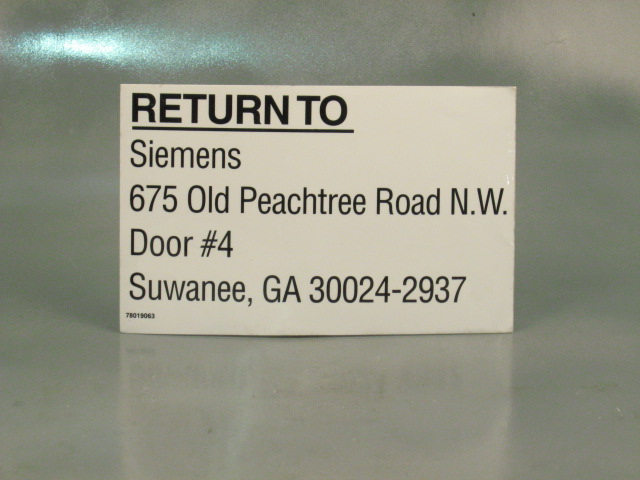 RETURN TO
Siemens
675 Old Peachtree Road N.W.
Door #4
Suwanee, GA 30024-2937
78019063